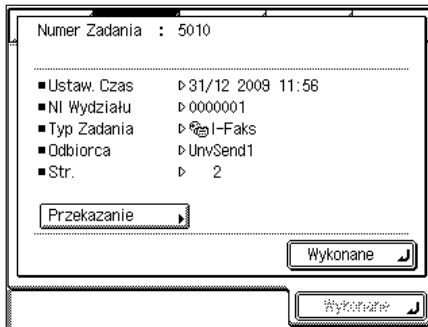 Numer Zadania : 5010
Ustaw. Czas 31/12 2009 11:56
NI Wydziału 0000001
Typ Zadania I-Faks
Odbiorca UnvSend1
Str. 2
Przekazanie
Wykonane
Wykonane